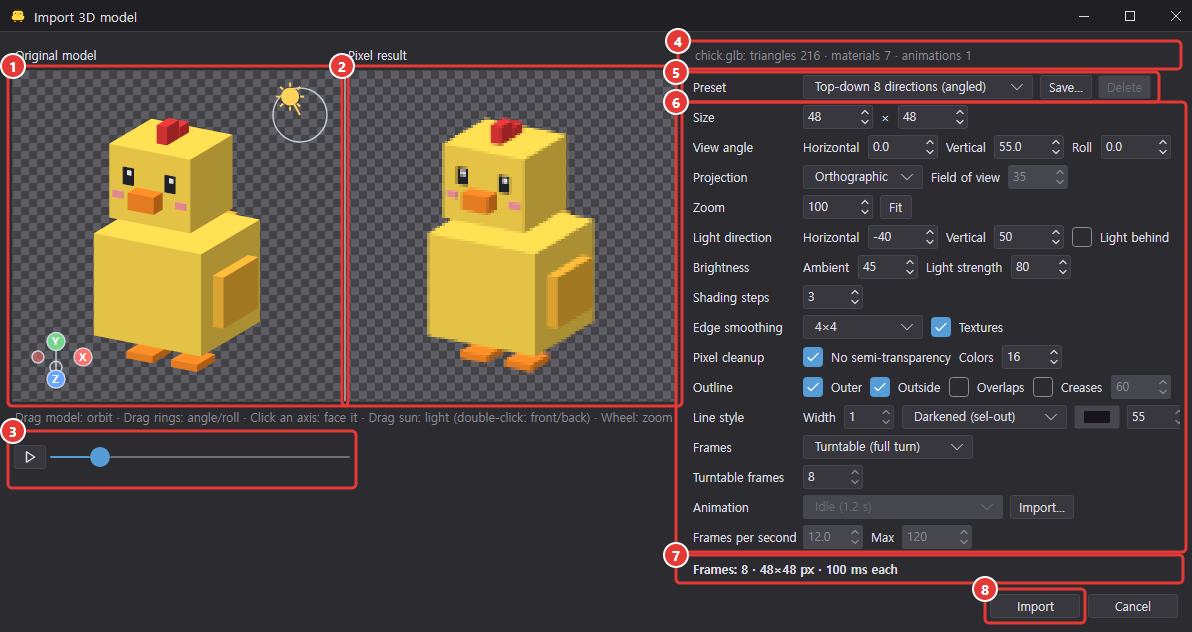 Import 3D model
Original model
Pixel result
1
2
Y
X
Z
Drag model: orbit · Drag rings: angle/roll · Click an axis: face it · Drag sun: light (double-click: front/back) · Wheel: zoom
3
4
chick.glb: triangles 216 · materials 7 · animations 1
5
Preset Top-down 8 directions (angled) Save... Delete
6
Size 48 × 48
View angle Horizontal 0.0 Vertical 55.0 Roll 0.0
Projection Orthographic Field of view 35
Zoom 100 Fit
Light direction Horizontal -40 Vertical 50 Light behind
Brightness Ambient 45 Light strength 80
Shading steps 3
Edge smoothing 4×4 Textures
Pixel cleanup No semi-transparency Colors 16
Outline Outer Outside Overlaps Creases 60
Line style Width 1 Darkened (sel-out) 55
Frames Turntable (full turn)
Turntable frames 8
Animation Idle (1.2 s) Import...
Frames per second 12.0 Max 120
7
Frames: 8 · 48×48 px · 100 ms each
8
Import Cancel